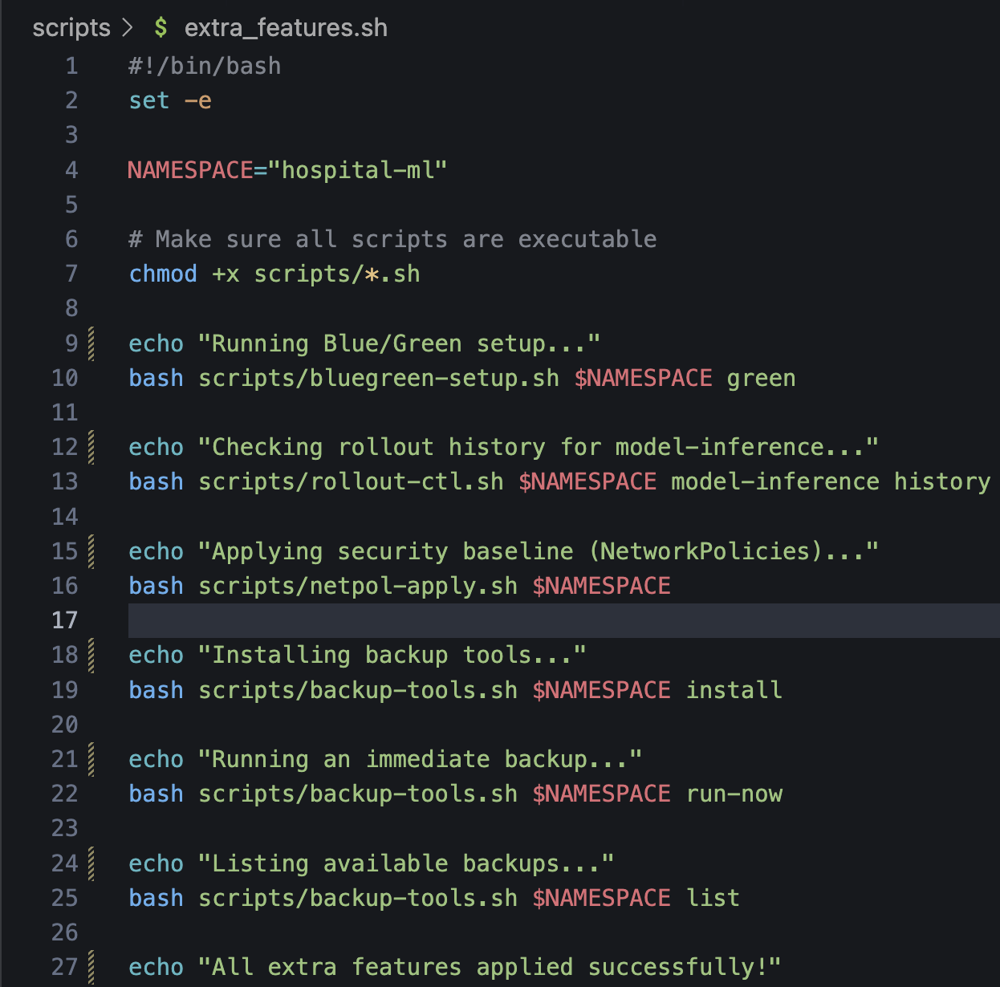 scripts > $ extra_features.sh
1 #!/bin/bash
2 set -e
3
4 NAMESPACE="hospital-ml"
5
6 # Make sure all scripts are executable
7 chmod +x scripts/*.sh
8
9 echo "Running Blue/Green setup..."
10 bash scripts/bluegreen-setup.sh $NAMESPACE green
11
12 echo "Checking rollout history for model-inference..."
13 bash scripts/rollout-ctl.sh $NAMESPACE model-inference history
14
15 echo "Applying security baseline (NetworkPolicies)..."
16 bash scripts/netpol-apply.sh $NAMESPACE
17
18 echo "Installing backup tools..."
19 bash scripts/backup-tools.sh $NAMESPACE install
20
21 echo "Running an immediate backup..."
22 bash scripts/backup-tools.sh $NAMESPACE run-now
23
24 echo "Listing available backups..."
25 bash scripts/backup-tools.sh $NAMESPACE list
26
27 echo "All extra features applied successfully!"